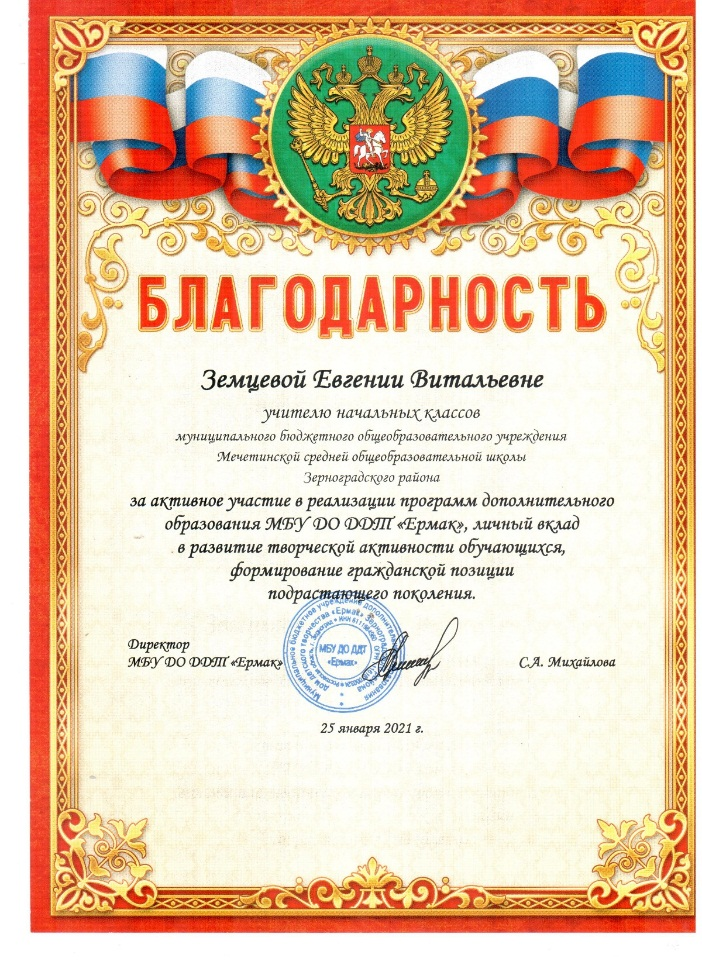 БЛАГОДАРНОСТЬ
Земцевой Евгении Витальевне
учителю начальных классов
муниципального бюджетного общеобразовательного учреждения
Мечетинской средней общеобразовательной школы
Зерноградского района
за активное участие в реализации программ дополнительного
образования МБУ ДО ДДТ «Ермак», личный вклад
в развитие творческой активности обучающихся,
формирование гражданской позиции
подрастающего поколения.
Директор
МБУ ДО ДДТ «Ермак»
С.А. Михайлова
МБУ ДО ДДТ
«Ермак»
25 января 2021 г.